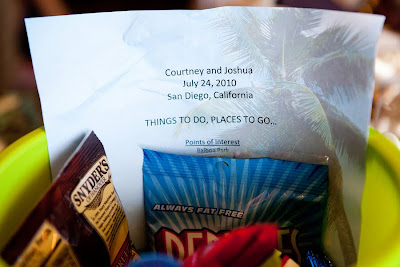 Courtney and Joshua
July 24, 2010
San Diego, California
THINGS TO DO, PLACES TO GO...
Points of Interest
Balboa Park
SNYDER'S
ALWAYS FAT FREE